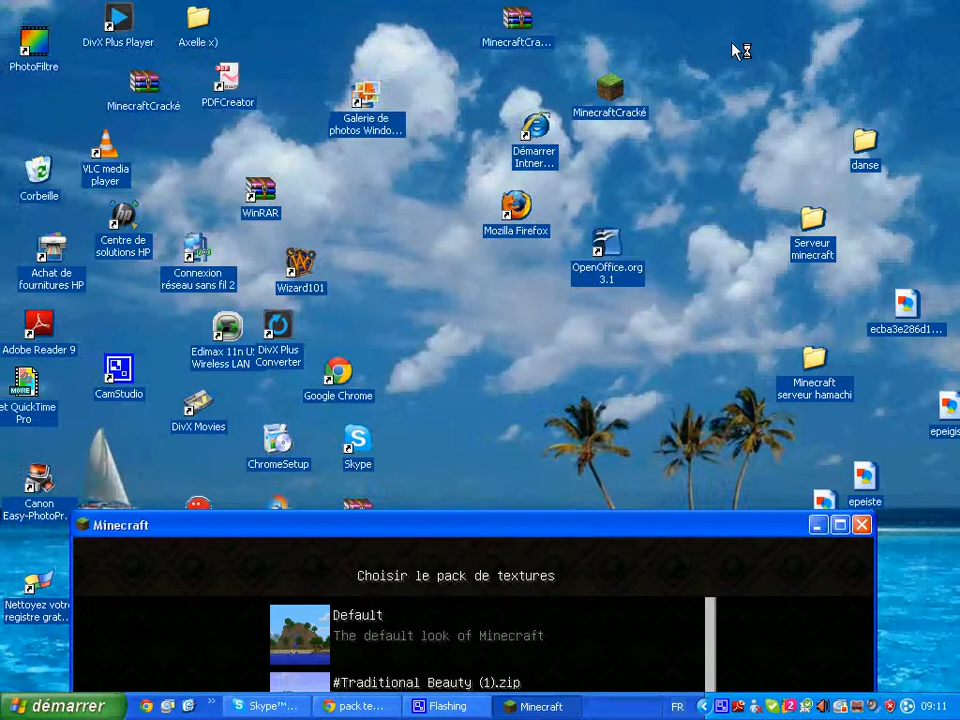 PhotoFiltre
DivX Plus Player
Axelle x)
MinecraftCra...
MinecraftCracké
PDFCreator
Galerie de
photos Windo...
MinecraftCracké
Démarrer
Intner...
danse
VLC media
player
Corbeille
WinRAR
Mozilla Firefox
Centre de
solutions HP
Serveur
minecraft
Achat de
fournitures HP
Connexion
réseau sans fil 2
Wizard101
OpenOffice.org
3.1
ecba3e286d1...
Adobe Reader 9
Edimax 11n U
Wireless LAN
DivX Plus
Converter
CamStudio
Google Chrome
Minecraft
serveur hamachi
et QuickTime
Pro
DivX Movies
epeigis
ChromeSetup
Skype
Canon
Easy-PhotoPr...
epeiste
Minecraft
Choisir le pack de textures
Default
The default look of Minecraft
#Traditional Beauty (1).zip
Nettoyez votr
registre grat...
démarrer
Skype™...
pack te...
Flashing
Minecraft
FR
09:11